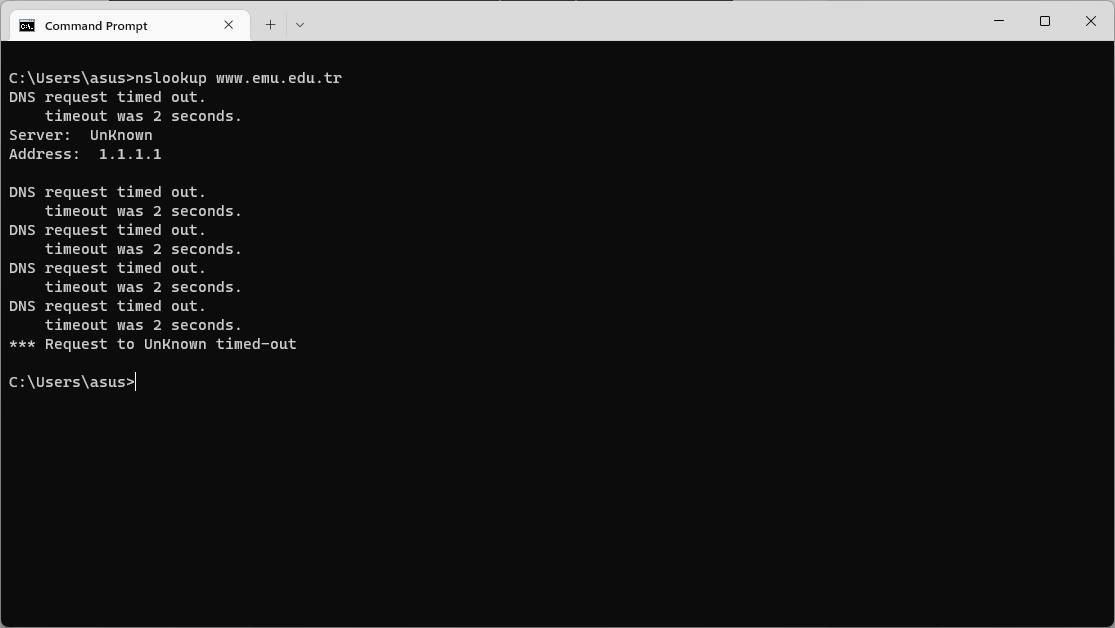 Command Prompt
C:\Users\asus>nslookup www.emu.edu.tr
DNS request timed out.
    timeout was 2 seconds.
Server:  UnKnown
Address:  1.1.1.1
DNS request timed out.
    timeout was 2 seconds.
DNS request timed out.
    timeout was 2 seconds.
DNS request timed out.
    timeout was 2 seconds.
DNS request timed out.
    timeout was 2 seconds.
*** Request to UnKnown timed-out
C:\Users\asus>